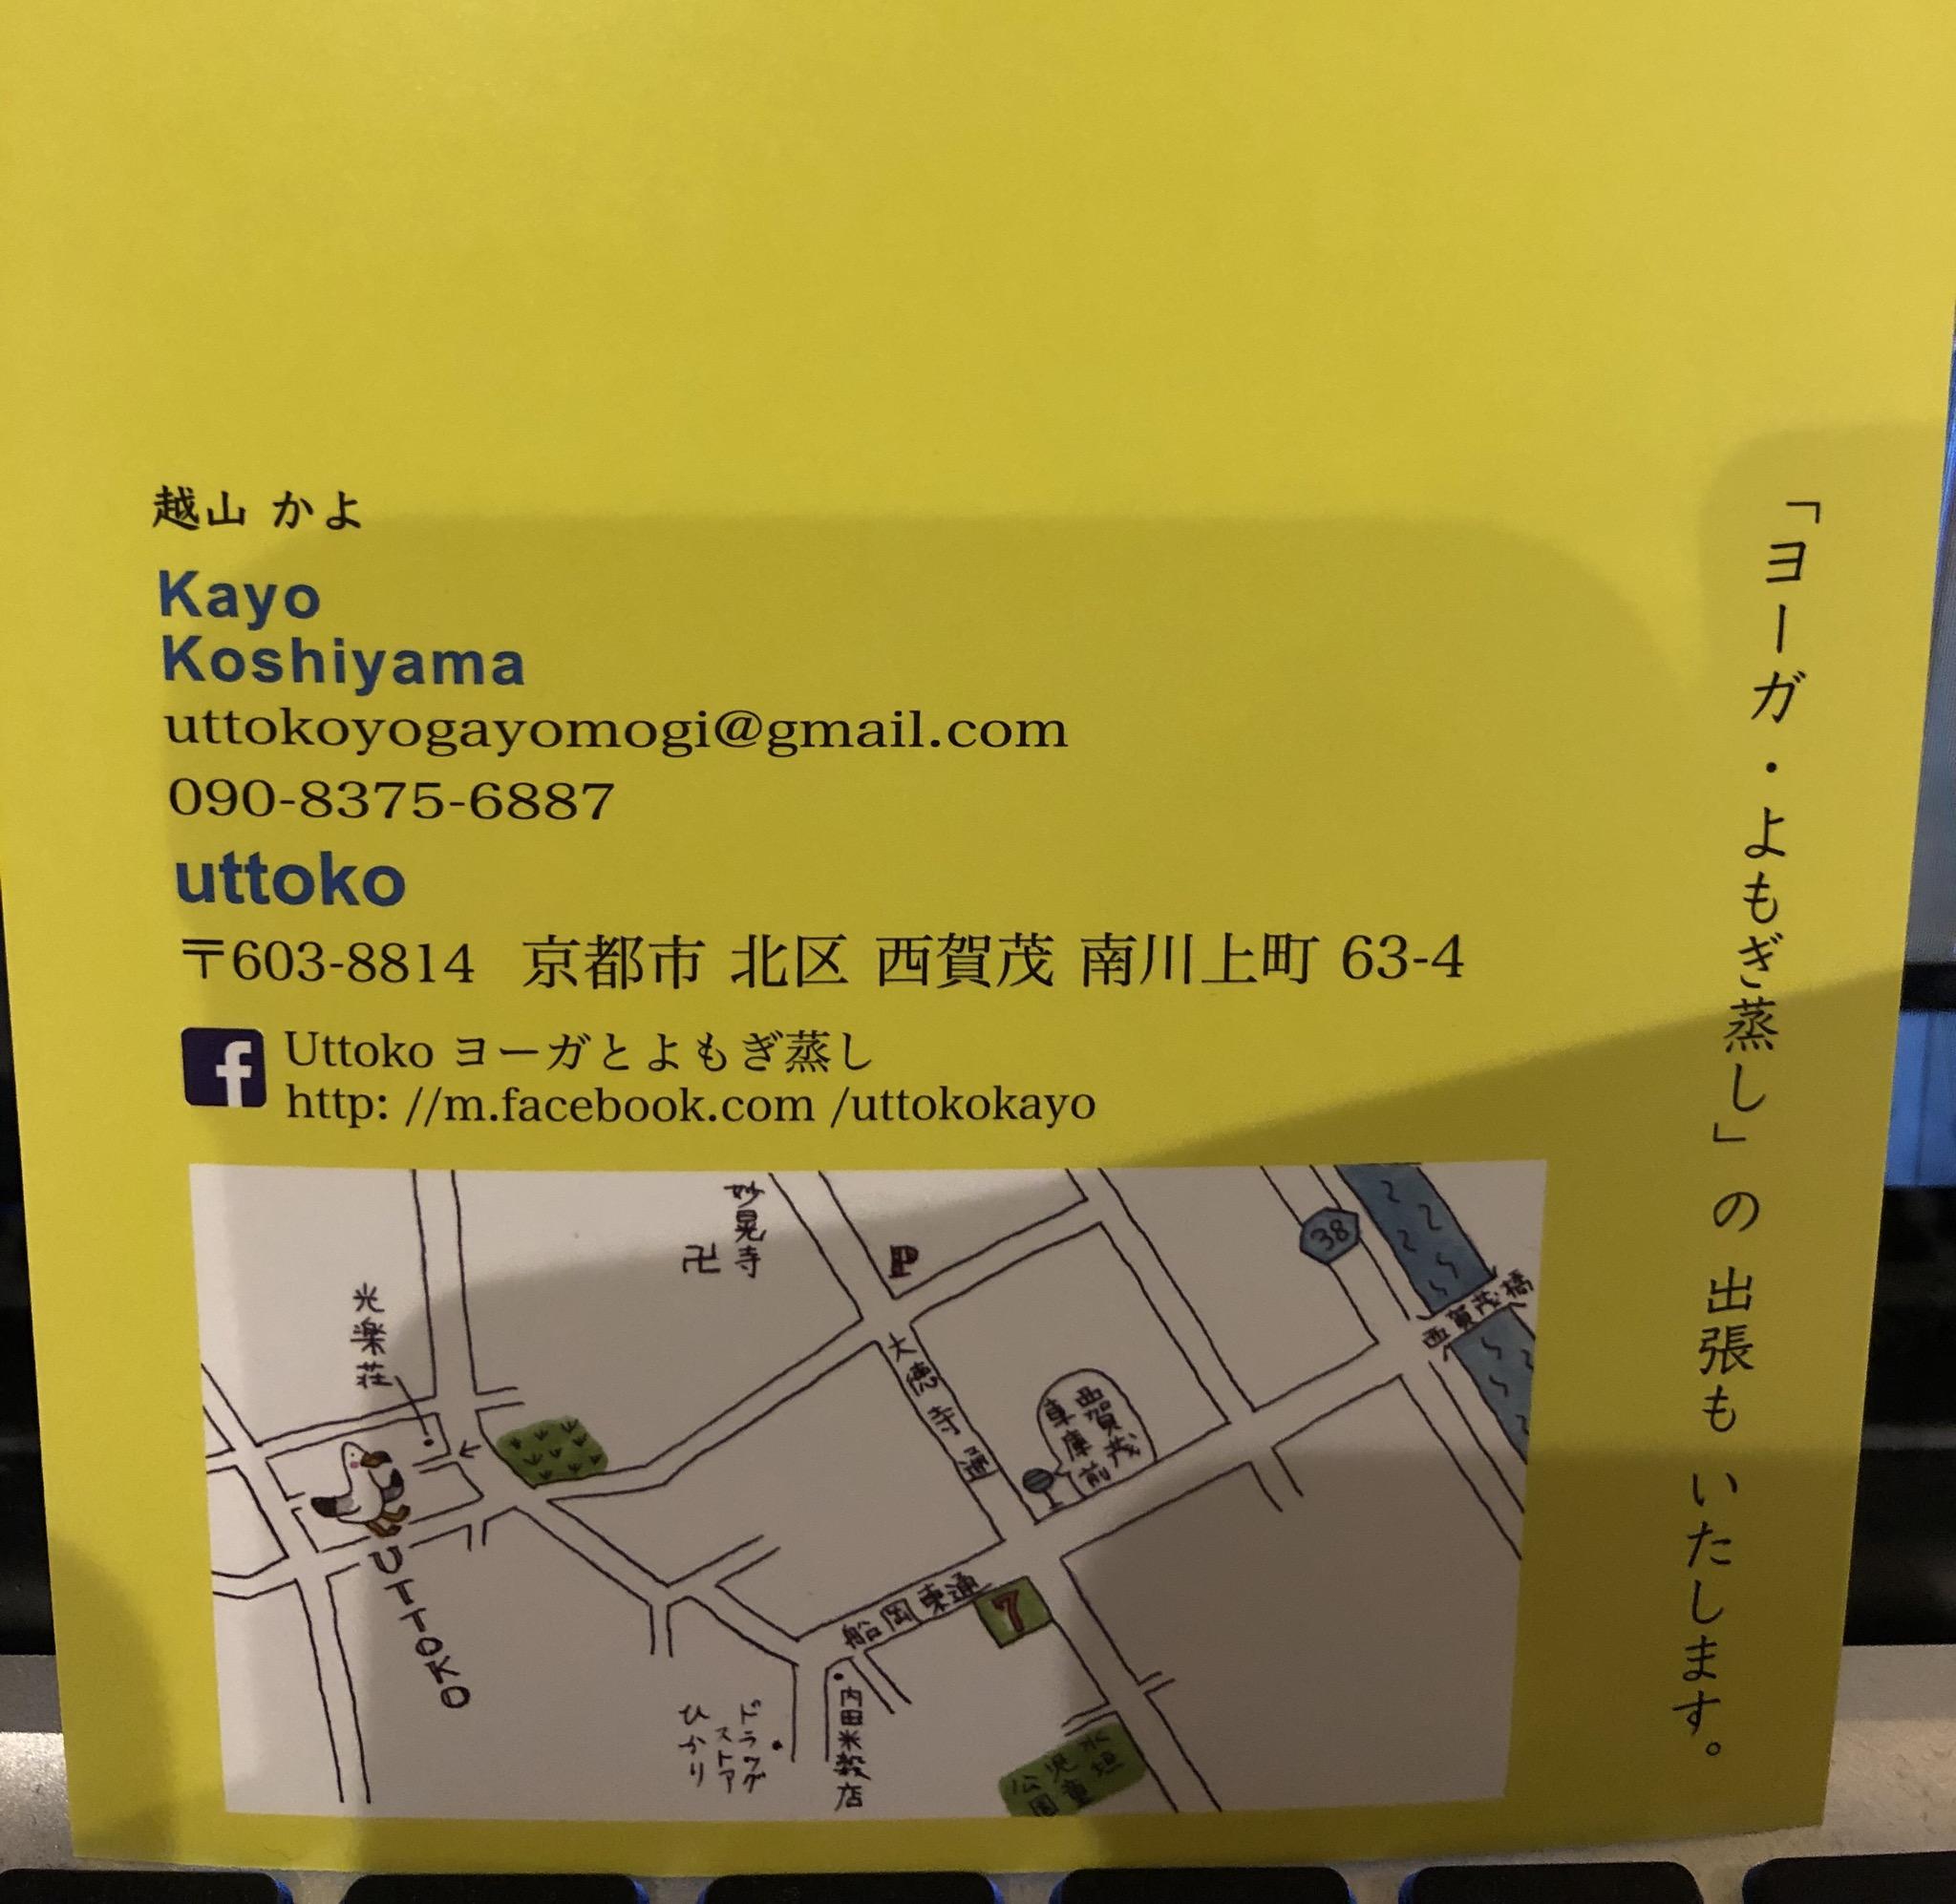 「ヨーガ・よもぎ蒸し」の 出張も いたします。
越山 かよ
Kayo
Koshiyama
uttokoyogayomogi@gmail.com
090-8375-6887
uttoko
〒603-8814 京都市 北区 西賀茂 南川上町 63-4
f
Uttoko ヨーガとよもぎ蒸し
http: //m.facebook.com /uttokokayo
妙晃寺
卍
P
38
西賀茂橋
光楽荘
大徳寺通
西賀茂
車庫前
UTTOKO
船岡東通
7
ドラッグ
ストア
ひかり
内田米穀店
水垣
児童
公園